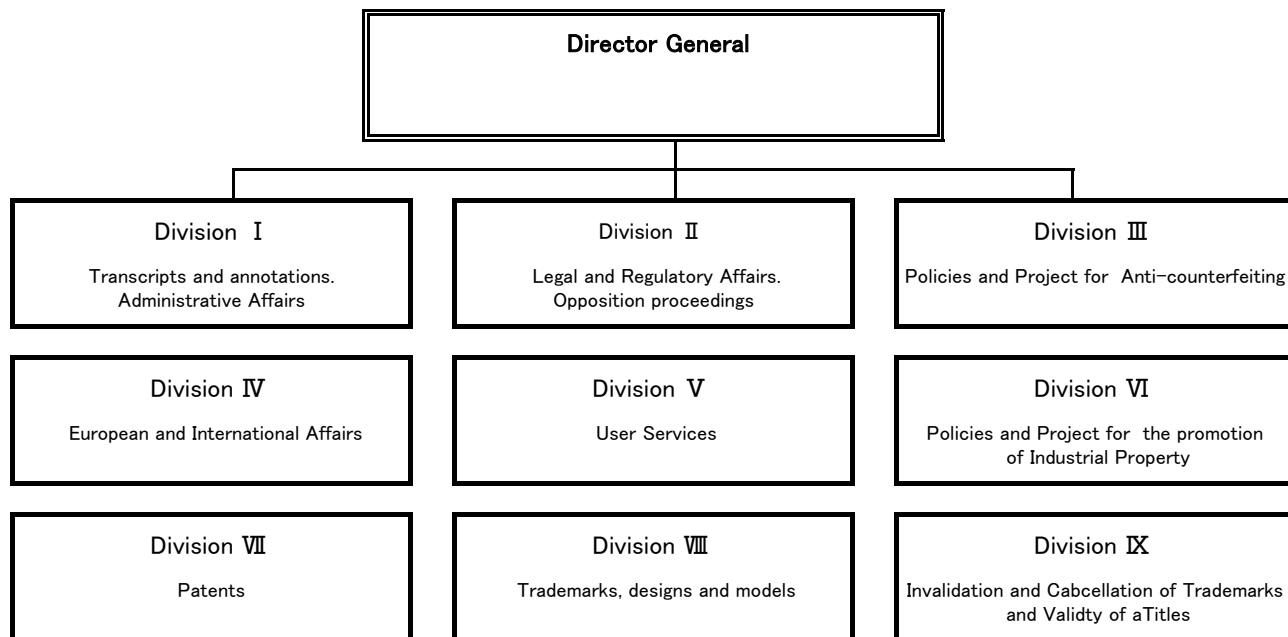 Director General
Division Ⅰ
Transcripts and annotations.
Administrative Affairs
Division Ⅱ
Legal and Regulatory Affairs.
Opposition proceedings
Division Ⅲ
Policies and Project for Anti-counterfeiting
Division Ⅳ
European and International Affairs
Division Ⅴ
User Services
Division Ⅵ
Policies and Project for the promotion
of Industrial Property
Division Ⅶ
Patents
Division Ⅷ
Trademarks, designs and models
Division Ⅸ
Invalidation and Cabcellation of Trademarks
and Validty of aTitles